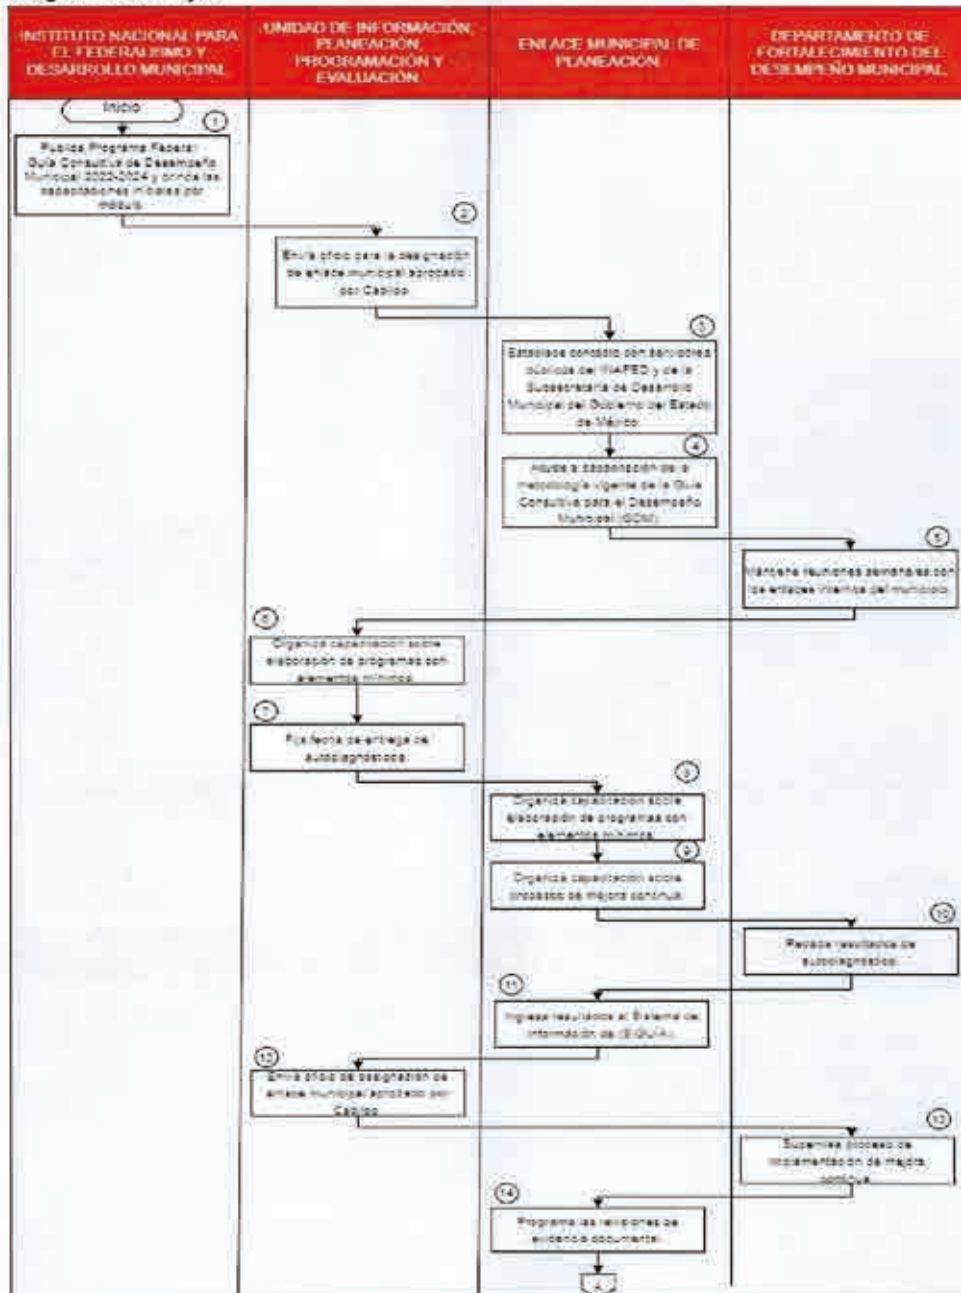 INSTITUTO NACIONAL PARA
EL FEDERALISMO Y
DESARROLLO MUNICIPAL
UNIDAD DE INFORMACIÓN,
PLANEACIÓN,
PROGRAMACIÓN Y
EVALUACIÓN
ENLACE MUNICIPAL DE
PLANEACIÓN
DEPARTAMENTO DE
FORTALECIMIENTO DEL
DESEMPEÑO MUNICIPAL
Inicio
1
Publica Programa Federal
Guía Consultiva de Desempeño
Municipal 2022-2024 y brinda las
capacitaciones iniciales por
módulo.
2
Envía oficio para la designación
de enlace municipal aprobado
por Cabildo.
3
Establece contacto con servidores
públicos del INAFED y de la
Subsecretaría de Desarrollo
Municipal del Gobierno del Estado
de México.
4
Acude a capacitación de la
metodología vigente de la Guía
Consultiva para el Desempeño
Municipal (GDM).
5
Mantiene reuniones semanales con
los enlaces internos del municipio.
6
Organiza capacitación sobre
elaboración de programas con
elementos mínimos.
7
Fija fecha de entrega de
autodiagnósticos.
8
Organiza capacitación sobre
elaboración de programas con
elementos mínimos.
9
Organiza capacitación sobre
procesos de mejora continua.
10
Recaba resultados de
autodiagnóstico.
11
Ingresa resultados al Sistema de
Información de (SIGUÍA).
12
Envía oficio de designación de
enlace municipal aprobado por
Cabildo
13
Supervisa proceso de
implementación de mejora
continua.
14
Programa las revisiones de
evidencia documental.
A